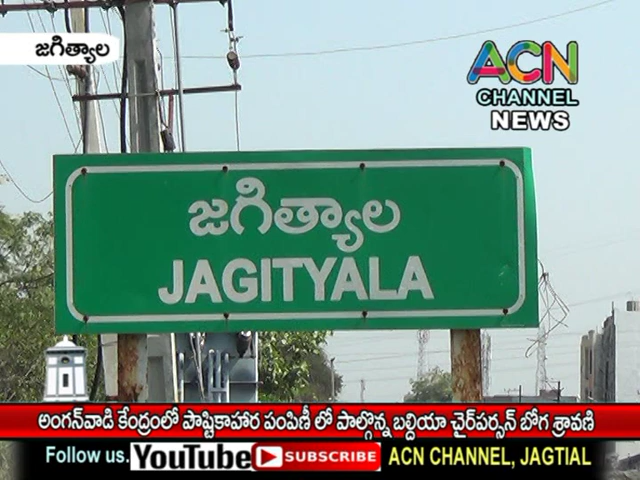 జగిత్యాల
ACN
CHANNEL
NEWS
జగిత్యాల
JAGITYALA
అంగన్‌వాడి కేంద్రంలో పౌష్టికాహార పంపిణీ లో పాల్గొన్న బల్దియా చైర్‌పర్సన్ బోగ శ్రావణి
Follow us. YouTube SUBSCRIBE ACN CHANNEL, JAGTIAL